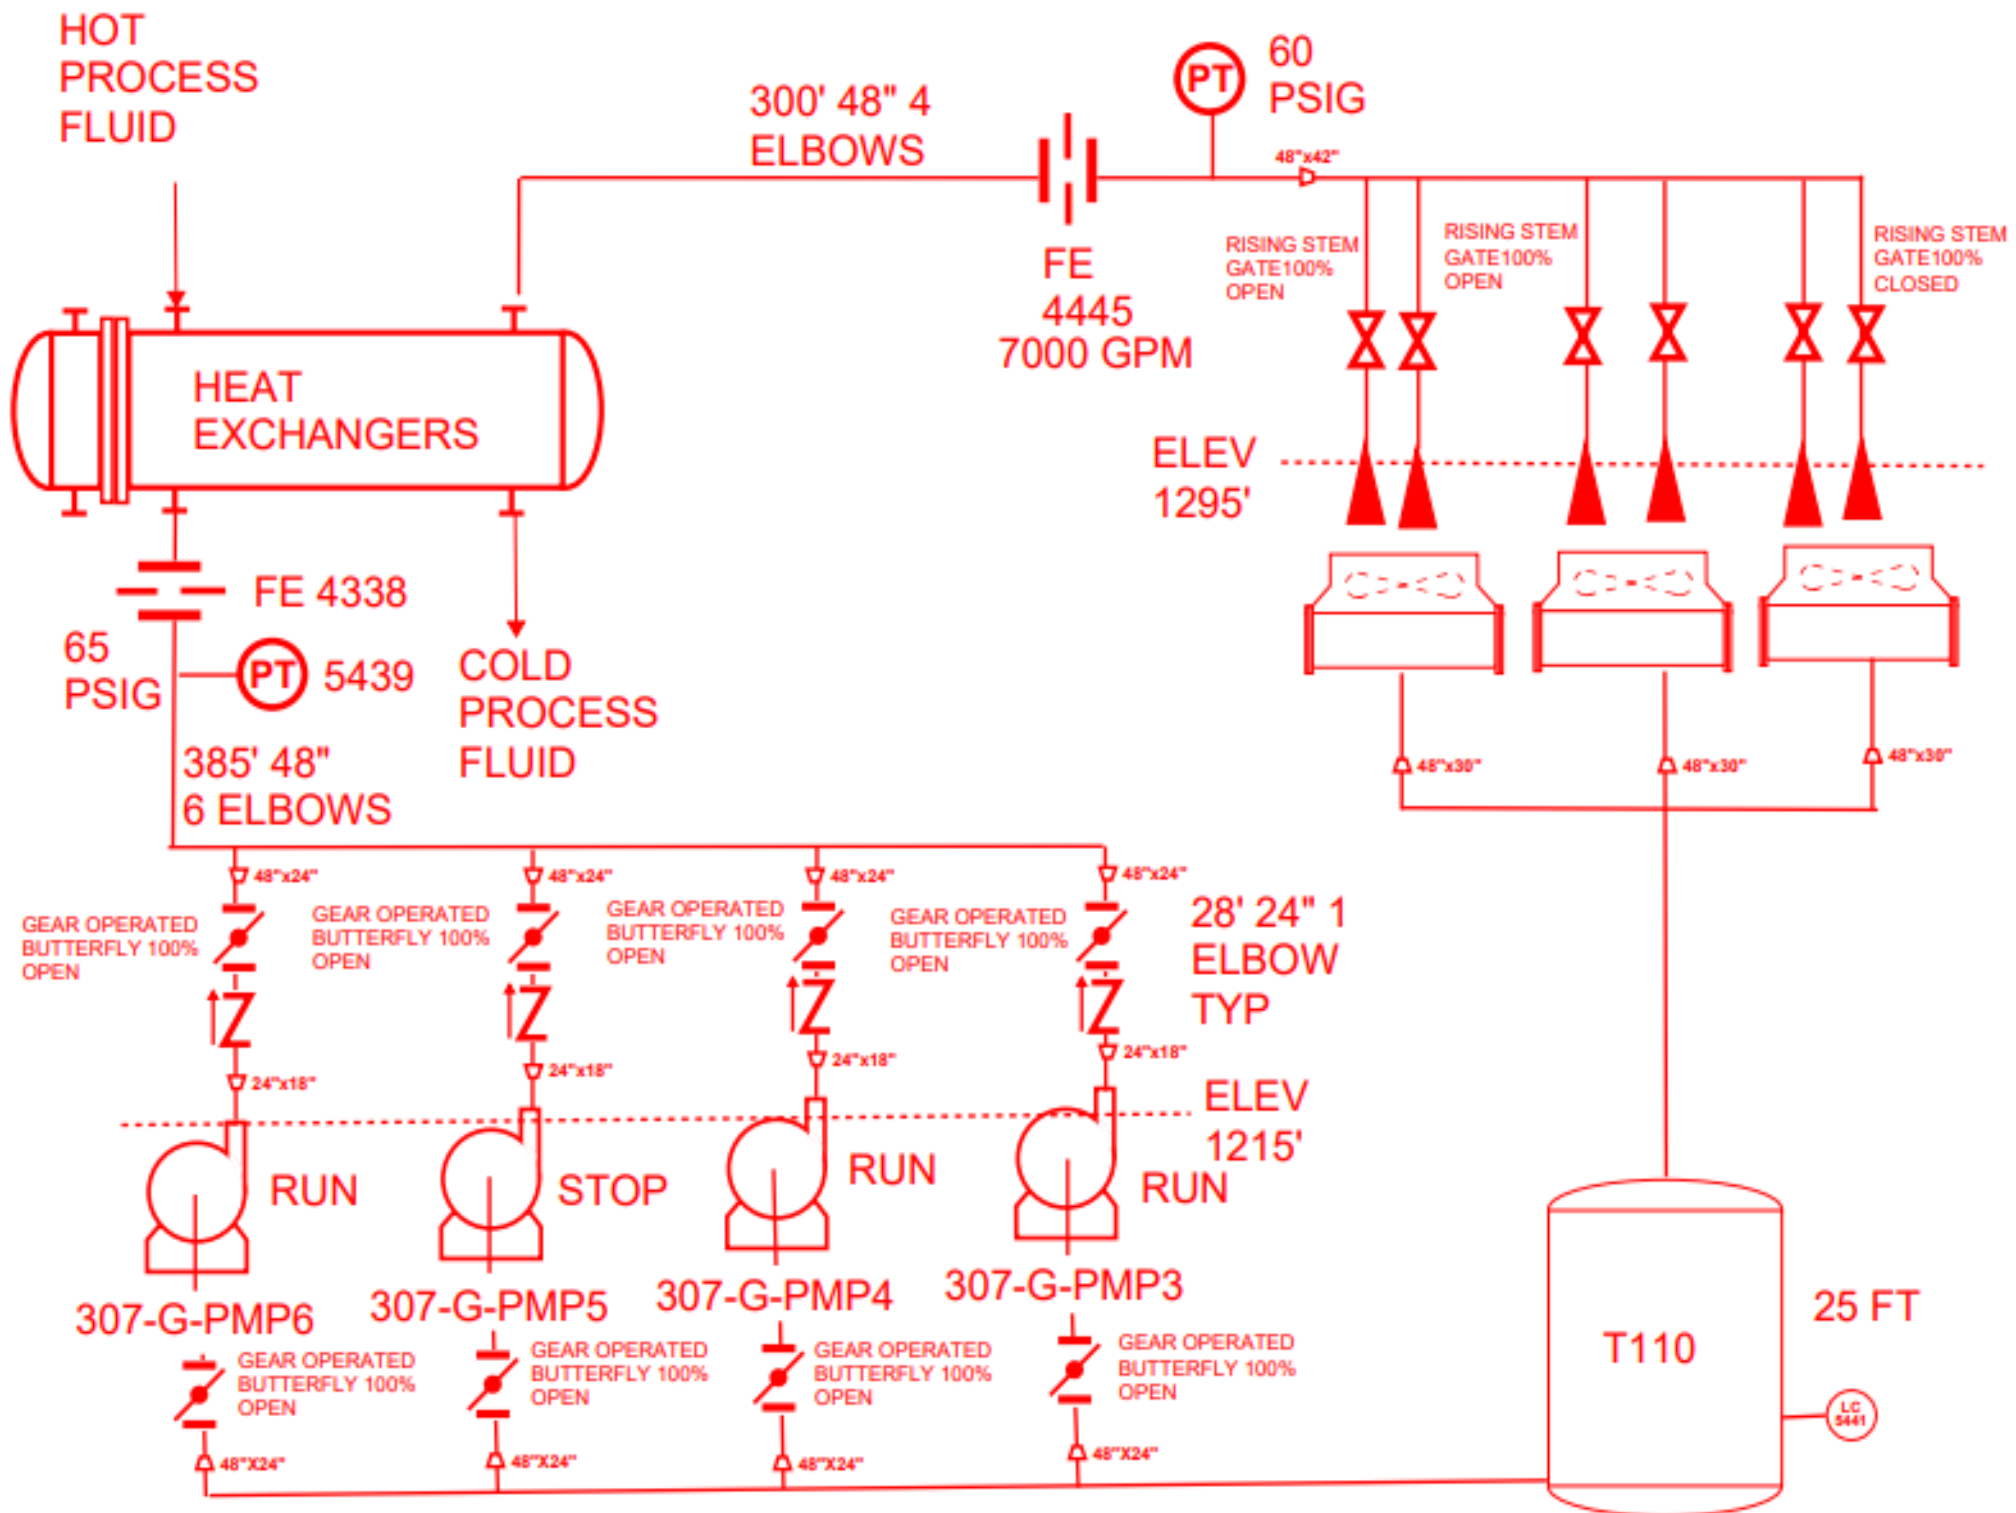 HOT
PROCESS
FLUID
300' 48" 4
ELBOWS
PT
60
PSIG
48"x42"
FE
4445
7000 GPM
RISING STEM
GATE100%
OPEN
RISING STEM
GATE100%
OPEN
RISING STEM
GATE100%
CLOSED
HEAT
EXCHANGERS
ELEV
1295'
FE 4338
65
PSIG
PT
5439
COLD
PROCESS
FLUID
385' 48"
6 ELBOWS
48"x30"
48"x30"
48"x30"
48"x24"
48"x24"
48"x24"
48"x24"
GEAR OPERATED
BUTTERFLY 100%
OPEN
GEAR OPERATED
BUTTERFLY 100%
OPEN
GEAR OPERATED
BUTTERFLY 100%
OPEN
GEAR OPERATED
BUTTERFLY 100%
OPEN
28' 24" 1
ELBOW
TYP
24"x18"
24"x18"
24"x18"
24"x18"
ELEV
1215'
RUN
STOP
RUN
RUN
307-G-PMP6
307-G-PMP5
307-G-PMP4
307-G-PMP3
GEAR OPERATED
BUTTERFLY 100%
OPEN
GEAR OPERATED
BUTTERFLY 100%
OPEN
GEAR OPERATED
BUTTERFLY 100%
OPEN
GEAR OPERATED
BUTTERFLY 100%
OPEN
48"X24"
48"X24"
48"X24"
48"X24"
T110
25 FT
LC
5441